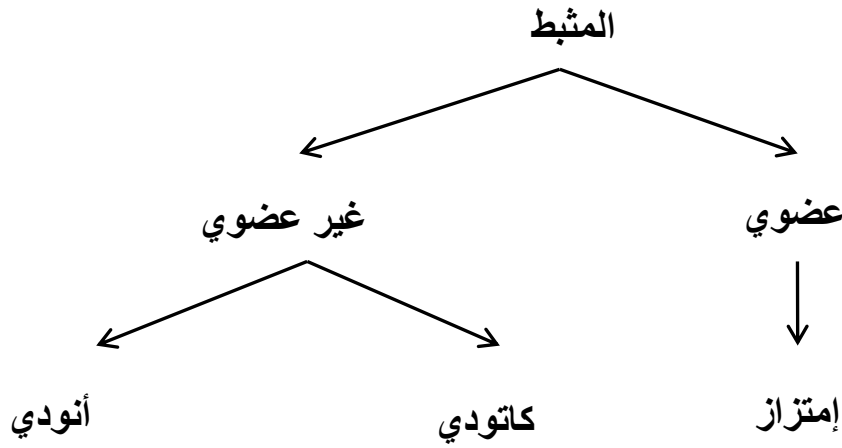 المثبط
عضوي
غير عضوي
إمتزاز
كاتودي
أنودي